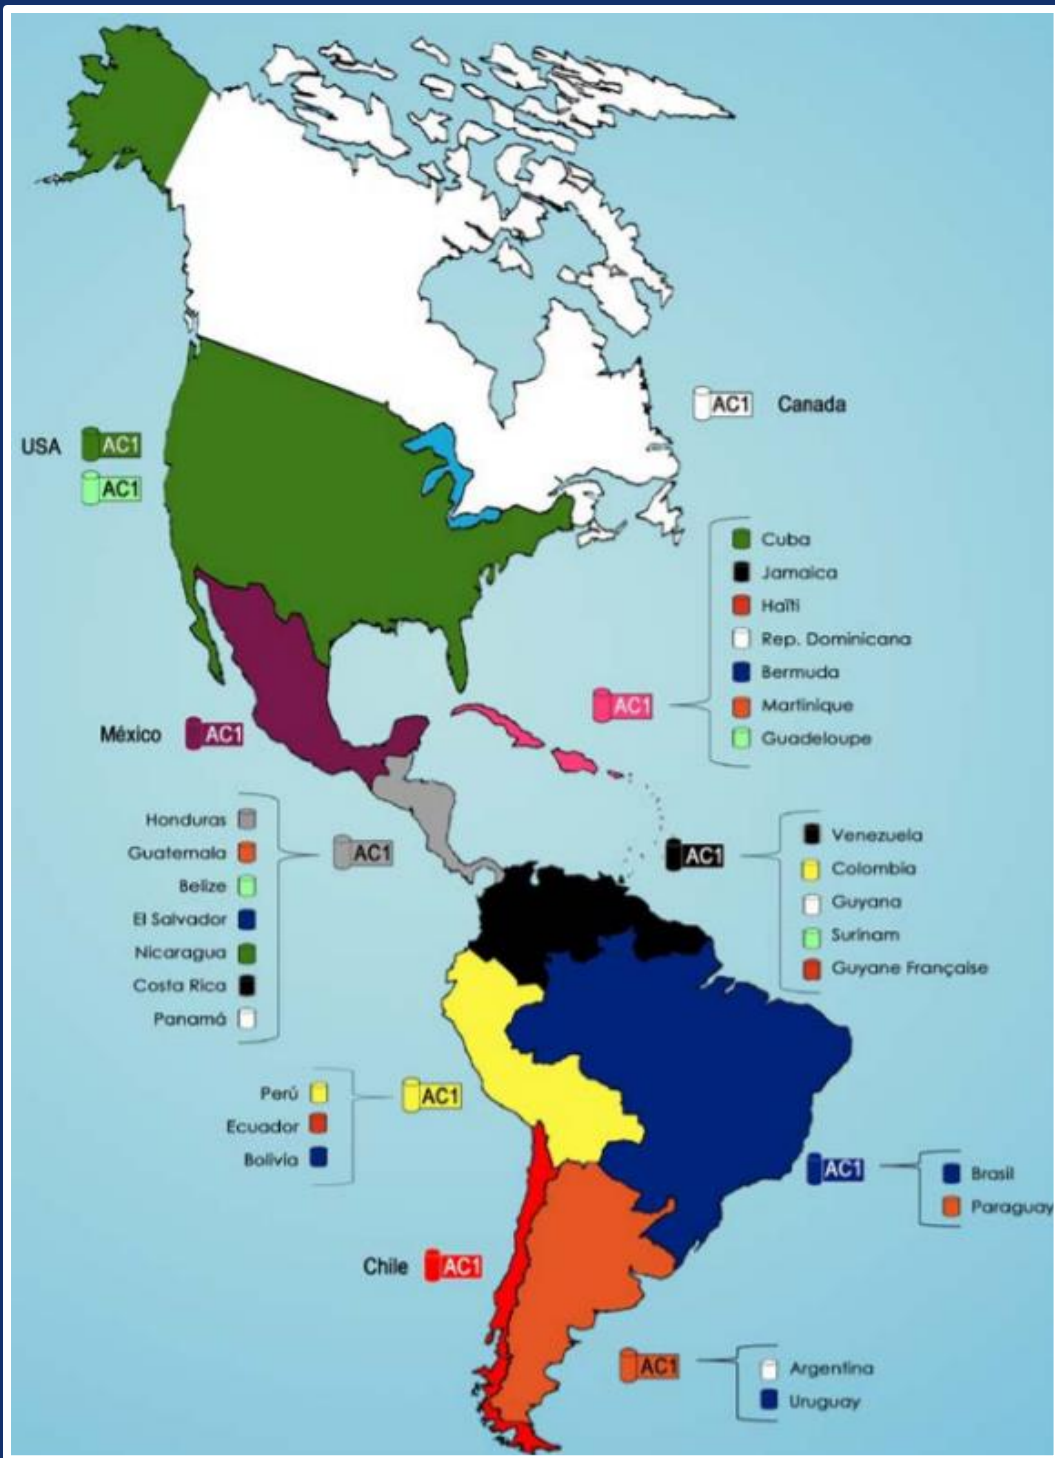 AC1 Canada
USA AC1
AC1
Cuba
Jamaica
Haïti
Rep. Dominicana
Bermuda
Martinique
Guadeloupe
AC1
México AC1
Honduras
Guatemala
Belize
El Salvador
Nicaragua
Costa Rica
Panamá
AC1
AC1
Venezuela
Colombia
Guyana
Surinam
Guyane Française
Perú
Ecuador
Bolivia
AC1
AC1
Brasil
Paraguay
Chile AC1
AC1
Argentina
Uruguay